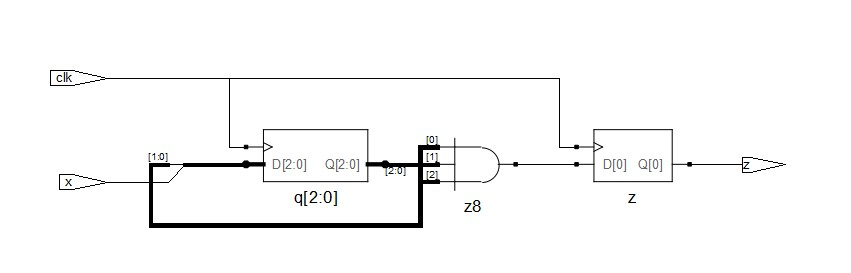 clk
[0]
[1:0]
[1]
D[2:0]
Q[2:0]
D[0]
Q[0]
z
[2:0]
[2]
x
q[2:0]
z8
z